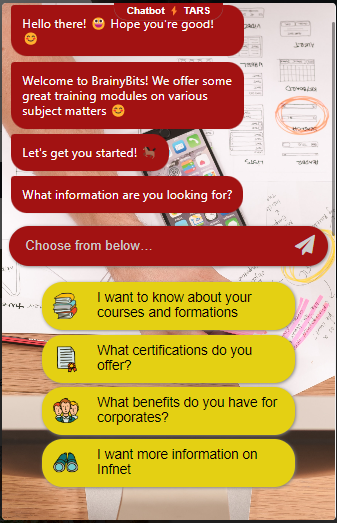 Chatbot ⚡ TARS
Hello there! 😀 Hope you're good!
😊
Welcome to BrainyBits! We offer some
great training modules on various
subject matters 😊
Let's get you started! 🐕
What information are you looking for?
Choose from below...
I want to know about your
courses and formations
What certifications do you
offer?
What benefits do you have for
corporates?
I want more information on
Infnet